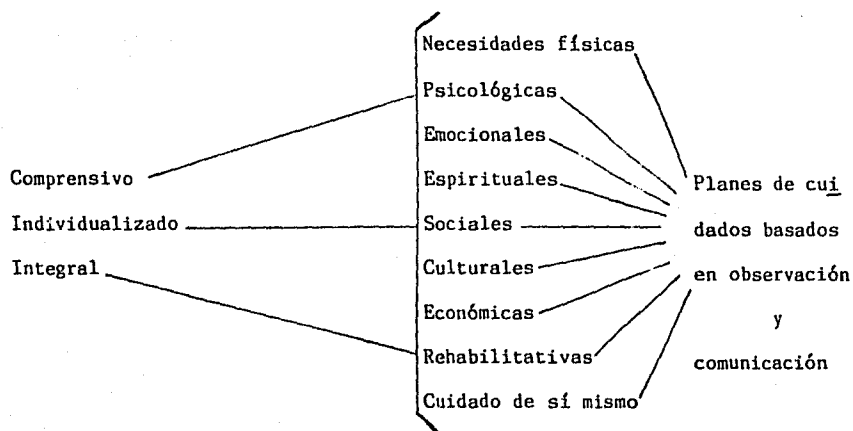 Comprensivo
Individualizado
Integral
Necesidades físicas
Psicológicas
Emocionales
Espirituales
Sociales
Culturales
Económicas
Rehabilitativas
Cuidado de sí mismo
Planes de cui
dados basados
en observación
y
comunicación